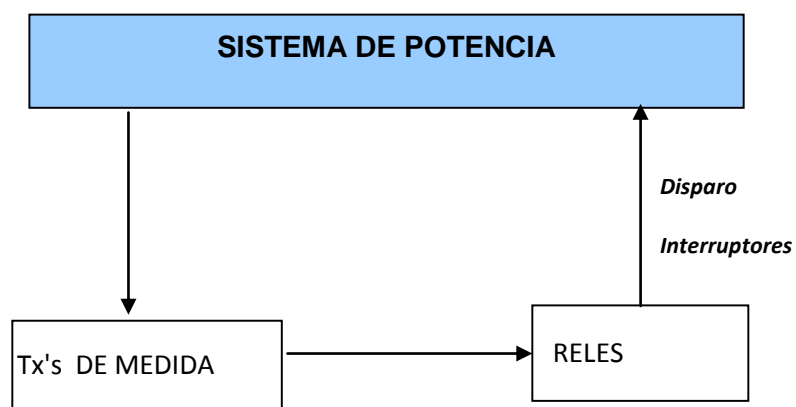 SISTEMA DE POTENCIA
Disparo
Interruptores
Tx's DE MEDIDA
RELES